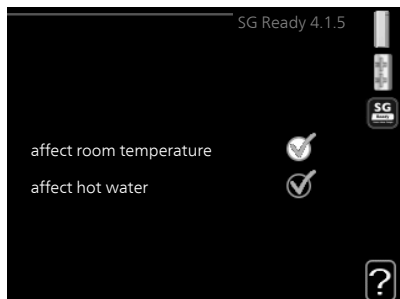 SG Ready 4.1.5
SG
Ready
affect room temperature
affect hot water
?